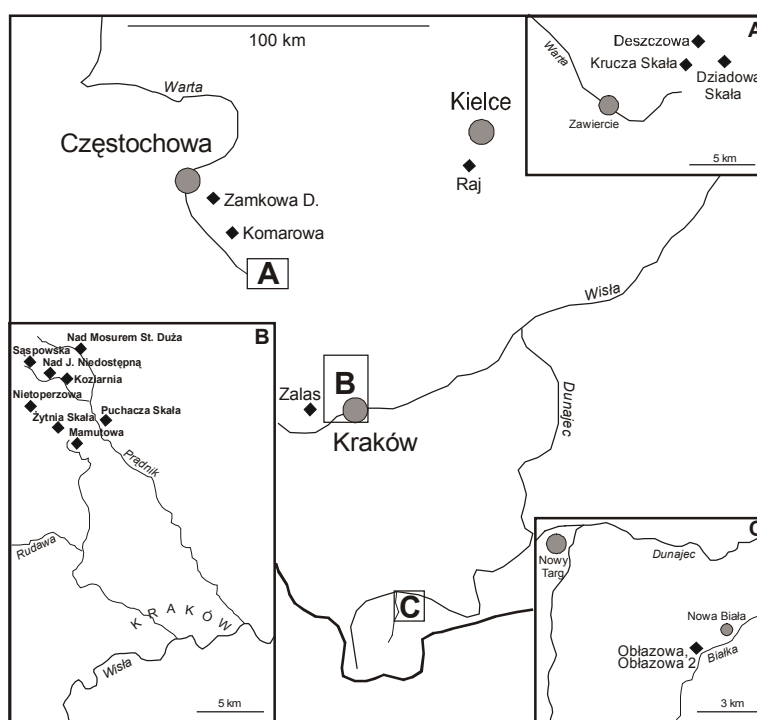 100 km
Warta
Częstochowa
Zamkowa D.
Komarowa
A
Kielce
Raj
Wisła
Dunajec
Zalas
B
Kraków
C
A
Deszczowa
Krucza Skała
Dziadowa
Skała
Warta
Zawiercie
5 km
B
Nad Mosurem St. Duża
Sąspowska
Nad J. Niedostępną
Koziarnia
Nietoperzowa
Puchacza Skała
Żytnia Skała
Mamutowa
Prądnik
Rudawa
KRAKÓW
Wisła
5 km
C
Nowy
Targ
Dunajec
Nowa Biała
Obłazowa,
Obłazowa 2
Białka
3 km